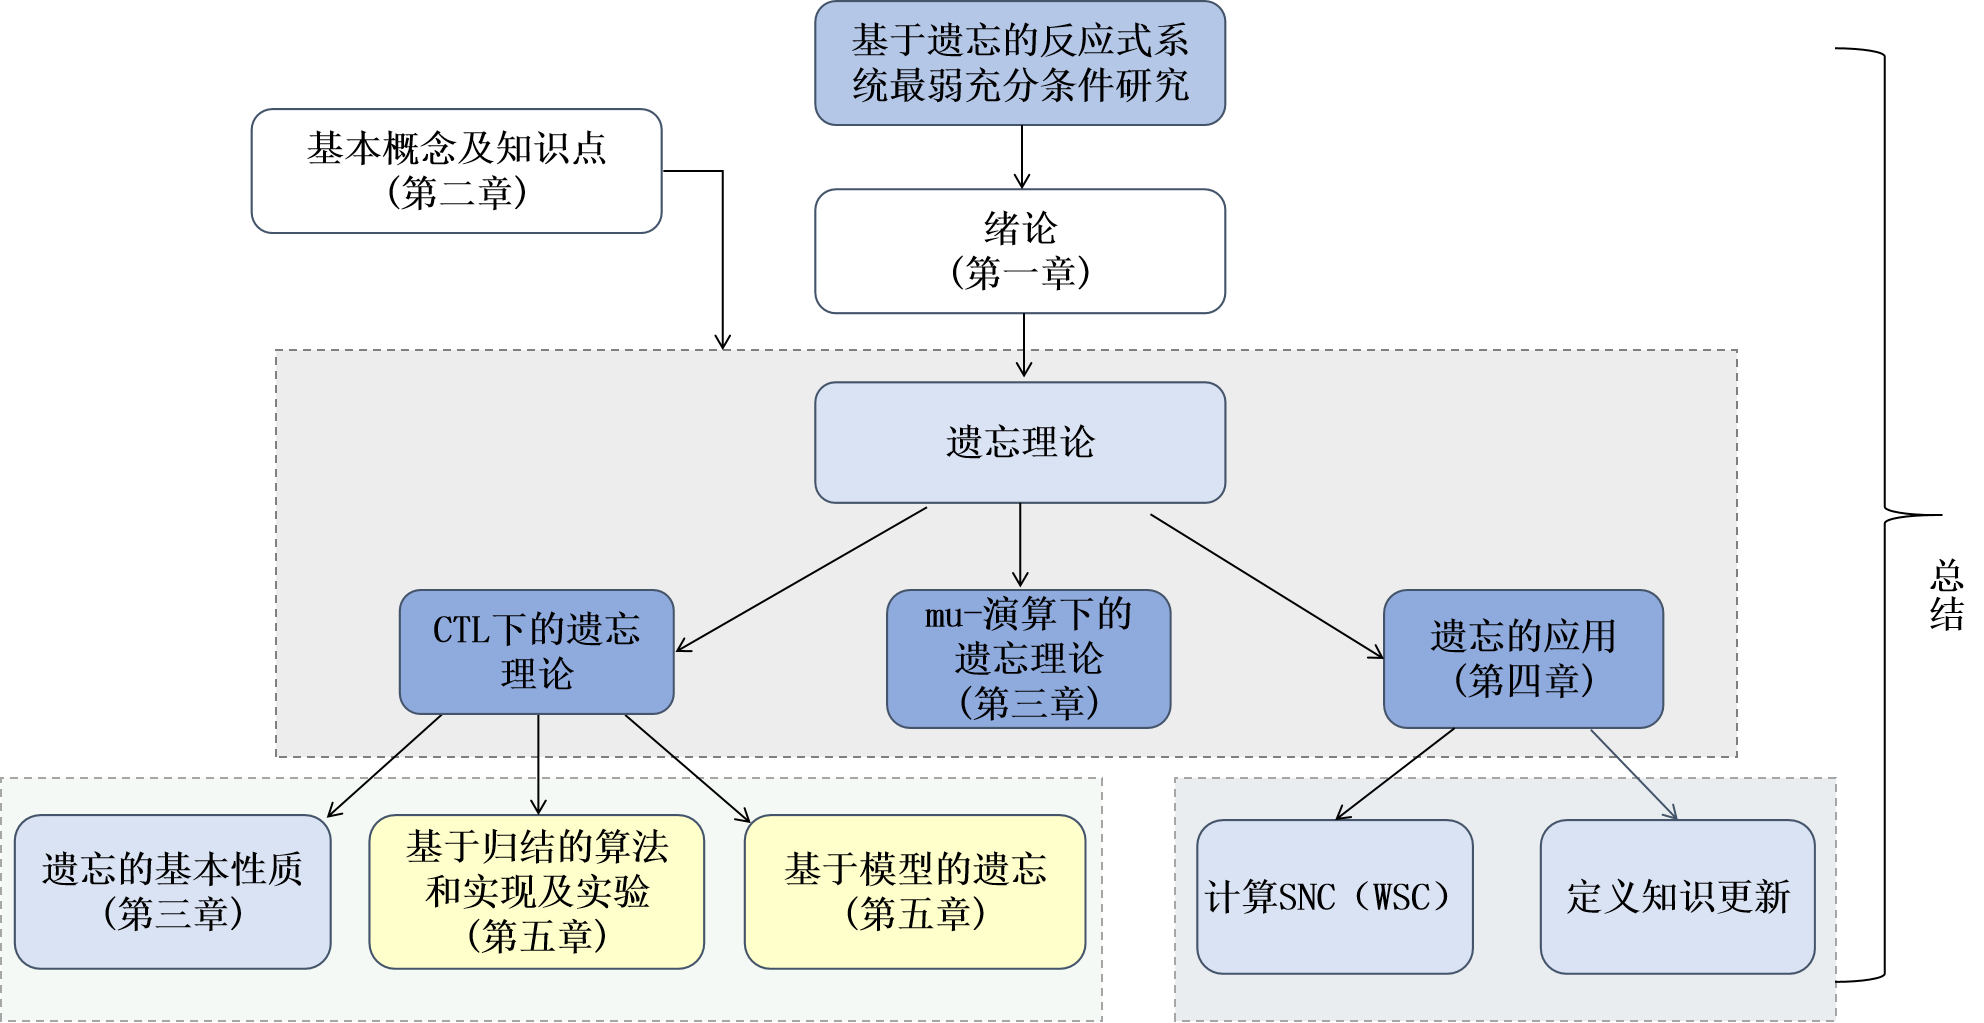 基于遗忘的反应式系
统最弱充分条件研究
基本概念及知识点
(第二章)
绪论
(第一章)
遗忘理论
CTL下的遗忘
理论
mu-演算下的
遗忘理论
(第三章)
遗忘的应用
(第四章)
遗忘的基本性质
(第三章)
基于归结的算法
和实现及实验
(第五章)
基于模型的遗忘
(第五章)
计算SNC（WSC）
定义知识更新
总
结